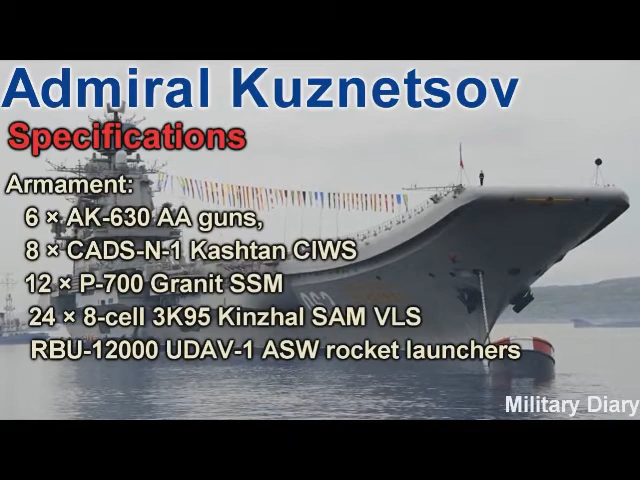 Admiral Kuznetsov
Specifications
Armament:
6 × AK-630 AA guns,
8 × CADS-N-1 Kashtan CIWS
12 × P-700 Granit SSM
24 × 8-cell 3K95 Kinzhal SAM VLS
RBU-12000 UDAV-1 ASW rocket launchers
Military Diary